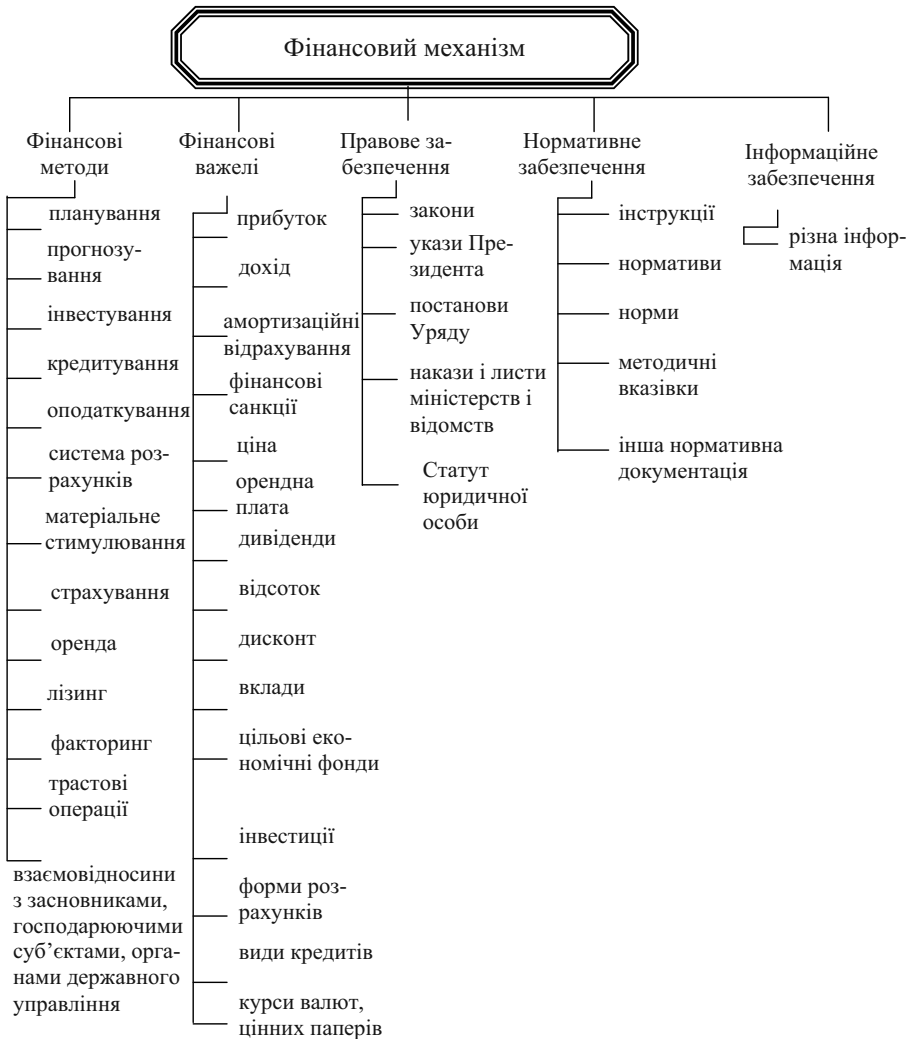 Фінансовий механізм
Фінансові
методи
планування
прогнозу-
вання
інвестування
кредитування
оподаткування
система роз-
рахунків
матеріальне
стимулювання
страхування
оренда
лізинг
факторинг
трастові
операції
взаємовідносини
з засновниками,
господарюючими
суб’єктами, орга-
нами державного
управління
Фінансові
важелі
прибуток
дохід
амортизаційні
відрахування
фінансові
санкції
ціна
орендна
плата
дивіденди
відсоток
дисконт
вклади
цільові еко-
номічні фонди
інвестиції
форми роз-
рахунків
види кредитів
курси валют,
цінних паперів
Правове за-
безпечення
закони
укази Пре-
зидента
постанови
Уряду
накази і листи
міністерств і
відомств
Статут
юридичної
особи
Нормативне
забезпечення
інструкції
нормативи
норми
методичні
вказівки
інша нормативна
документація
Інформаційне
забезпечення
різна інфор-
мація